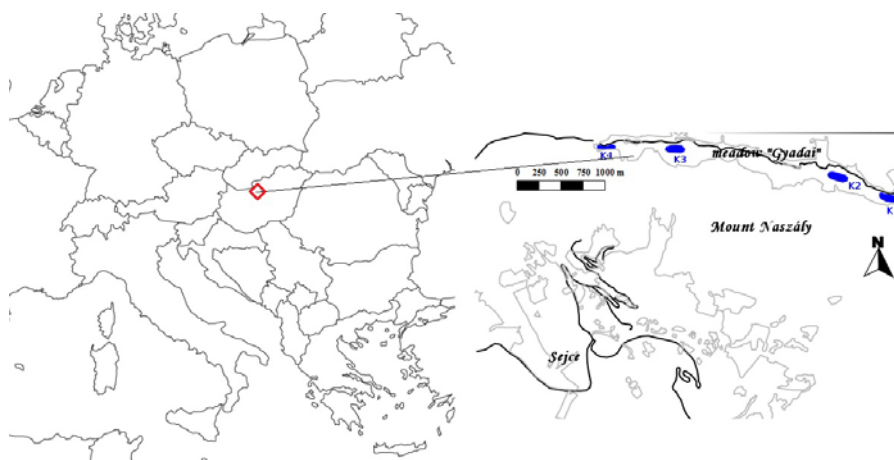 meadow "Gyadai"
K4
K3
K2
K
0 250 500 750 1000 m
Mount Naszály
N
Sejce